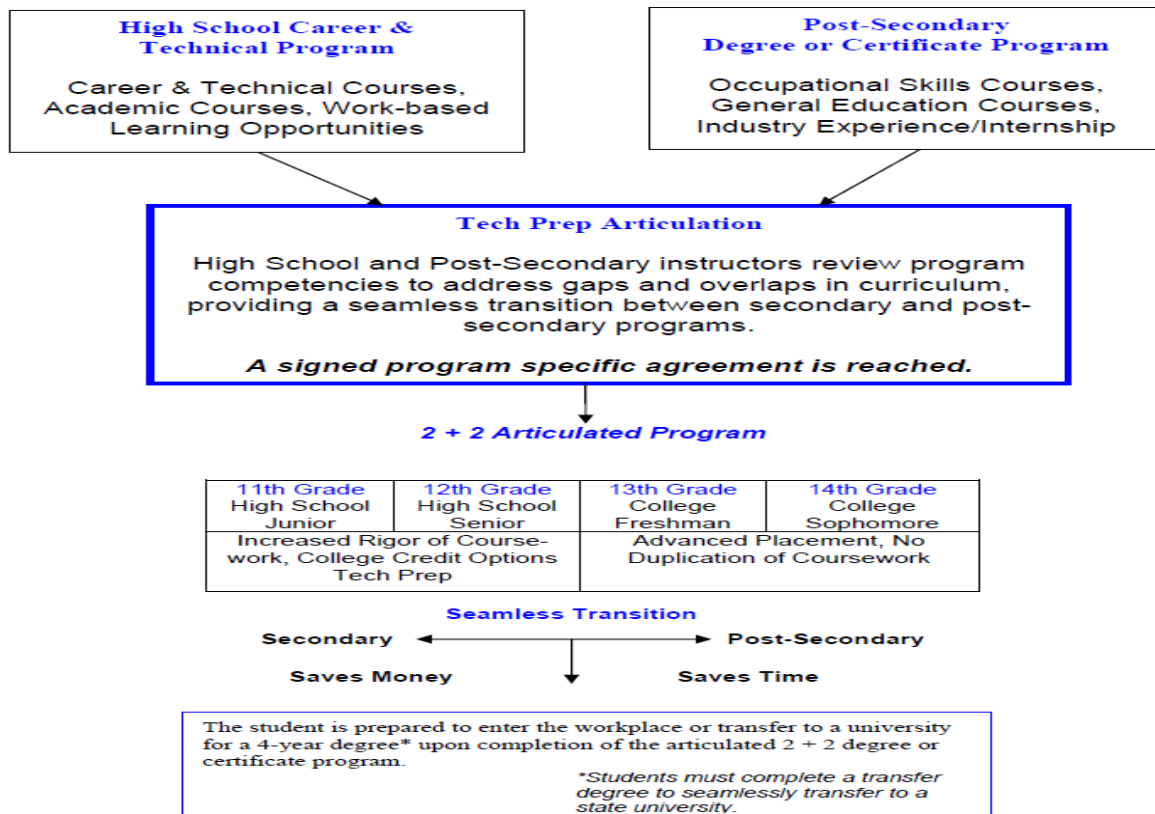 High School Career &
Technical Program
Career & Technical Courses,
Academic Courses, Work-based
Learning Opportunities
Post-Secondary
Degree or Certificate Program
Occupational Skills Courses,
General Education Courses,
Industry Experience/Internship
Tech Prep Articulation
High School and Post-Secondary instructors review program
competencies to address gaps and overlaps in curriculum,
providing a seamless transition between secondary and post-
secondary programs.
A signed program specific agreement is reached.
2 + 2 Articulated Program
11th Grade
High School
Junior
12th Grade
High School
Senior
13th Grade
College
Freshman
14th Grade
College
Sophomore
Increased Rigor of Course-
work, College Credit Options
Tech Prep
Advanced Placement, No
Duplication of Coursework
Seamless Transition
Secondary
Post-Secondary
Saves Money
Saves Time
The student is prepared to enter the workplace or transfer to a university
for a 4-year degree* upon completion of the articulated 2 + 2 degree or
certificate program.
*Students must complete a transfer
degree to seamlessly transfer to a
state university.